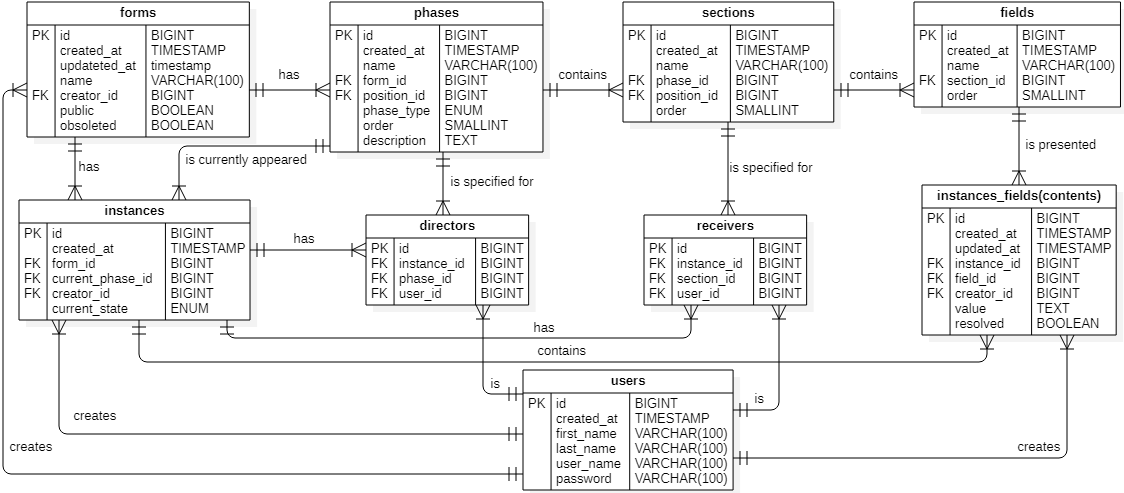 forms
PK id BIGINT
created_at TIMESTAMP
updateted_at timestamp
name VARCHAR(100)
FK creator_id BIGINT
public BOOLEAN
obsoleted BOOLEAN
has
phases
PK id BIGINT
created_at TIMESTAMP
name VARCHAR(100)
FK form_id BIGINT
FK position_id BIGINT
phase_type ENUM
order SMALLINT
description TEXT
contains
sections
PK id BIGINT
created_at TIMESTAMP
name VARCHAR(100)
FK phase_id BIGINT
FK position_id BIGINT
order SMALLINT
contains
fields
PK id BIGINT
created_at TIMESTAMP
name VARCHAR(100)
FK section_id BIGINT
order SMALLINT
has
is currently appeared
is specified for
is specified for
is presented
instances
PK id BIGINT
created_at TIMESTAMP
FK form_id BIGINT
FK current_phase_id BIGINT
FK creator_id BIGINT
current_state ENUM
has
directors
PK id BIGINT
FK instance_id BIGINT
FK phase_id BIGINT
FK user_id BIGINT
receivers
PK id BIGINT
FK instance_id BIGINT
FK section_id BIGINT
FK user_id BIGINT
instances_fields(contents)
PK id BIGINT
created_at TIMESTAMP
updated_at TIMESTAMP
FK instance_id BIGINT
FK field_id BIGINT
FK creator_id BIGINT
value TEXT
resolved BOOLEAN
has
contains
is
is
creates
creates
creates
users
PK id BIGINT
created_at TIMESTAMP
first_name VARCHAR(100)
last_name VARCHAR(100)
user_name VARCHAR(100)
password VARCHAR(100)